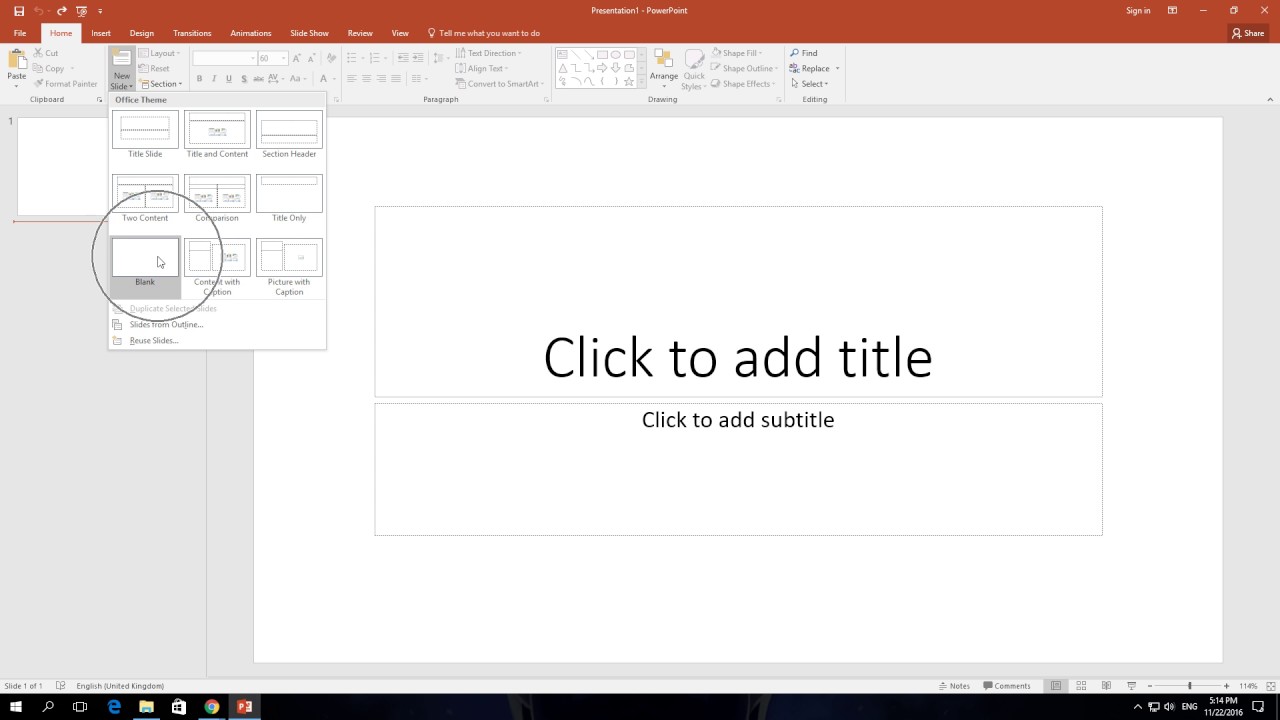 Presentation1 - PowerPoint
Sign in
File Home Insert Design Transitions Animations Slide Show Review View Tell me what you want to do Share
Paste
Cut
Copy
Format Painter
Clipboard
New
Slide
Layout
Reset
Section
60
B I U S abc AV Aa A
A A
Text Direction
Align Text
Convert to SmartArt
Paragraph
Arrange
Quick
Styles
Shape Fill
Shape Outline
Shape Effects
Drawing
Find
Replace
Select
Editing
Office Theme
Title Slide Title and Content Section Header
Two Content Comparison Title Only
Blank Content with Caption Picture with Caption
Duplicate Selected Slides
Slides from Outline...
Reuse Slides...
1
Click to add title
Click to add subtitle
Slide 1 of 1 English (United Kingdom) Notes Comments 114%
ENG
5:14 PM
11/22/2016